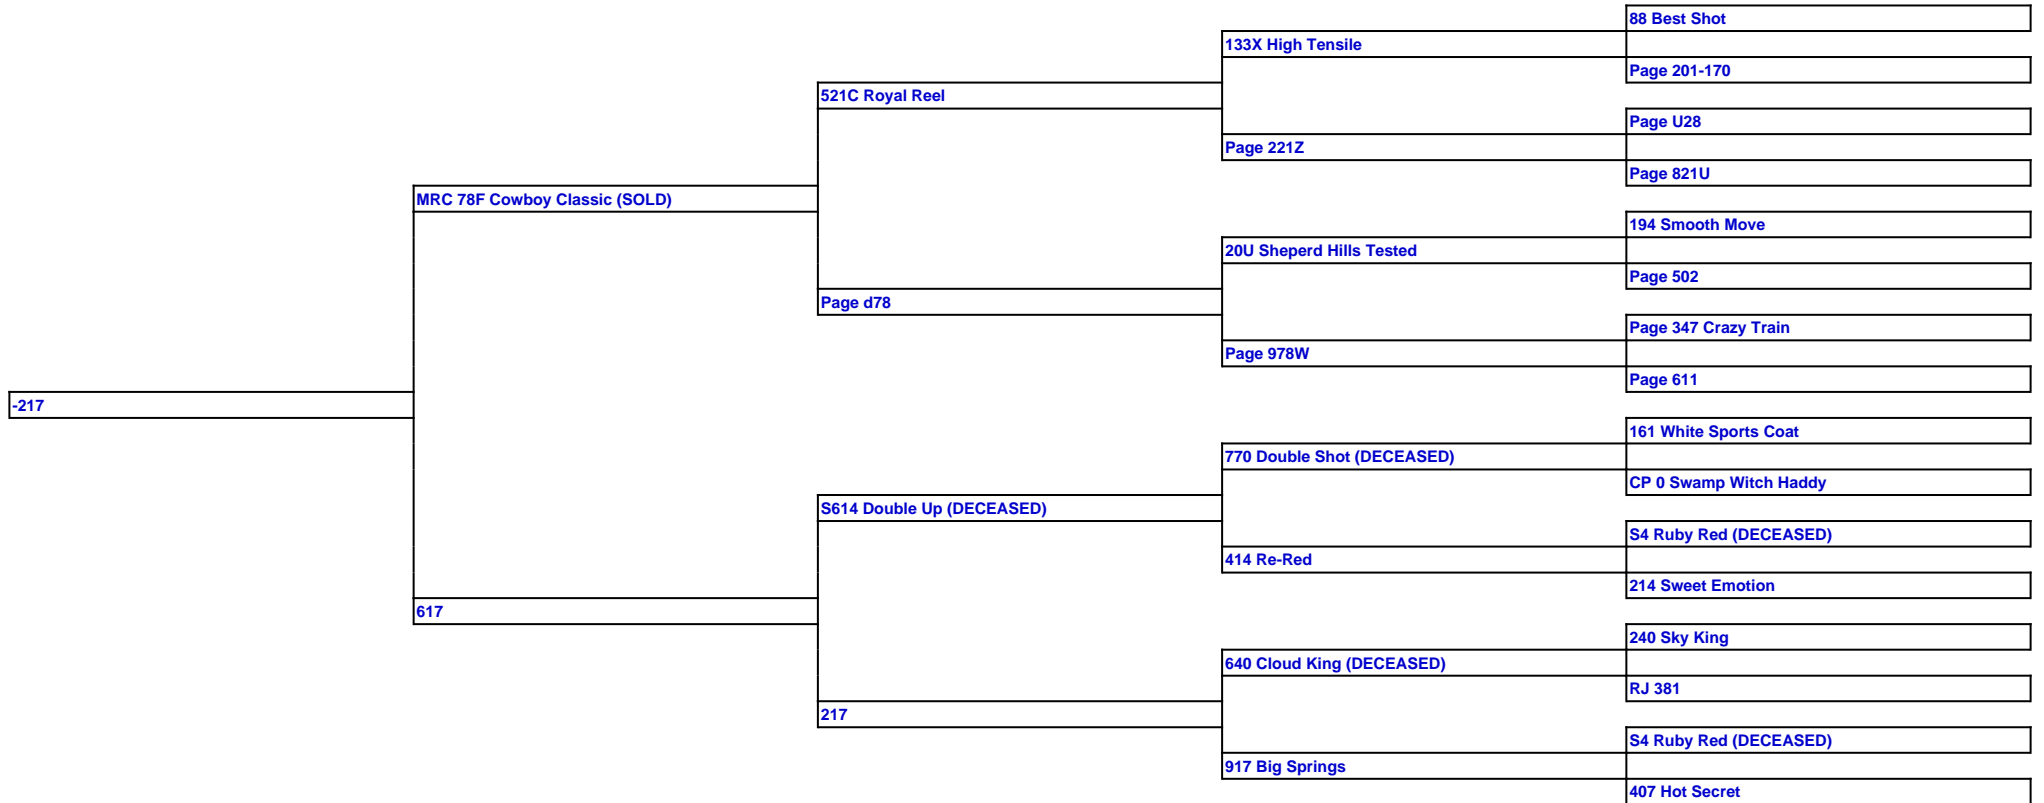 88 Best Shot
133X High Tensile
Page 201-170
521C Royal Reel
Page U28
Page 221Z
Page 821U
MRC 78F Cowboy Classic (SOLD)
194 Smooth Move
20U Sheperd Hills Tested
Page 502
Page d78
Page 347 Crazy Train
Page 978W
Page 611
-217
161 White Sports Coat
770 Double Shot (DECEASED)
CP 0 Swamp Witch Haddy
S614 Double Up (DECEASED)
S4 Ruby Red (DECEASED)
414 Re-Red
214 Sweet Emotion
617
240 Sky King
640 Cloud King (DECEASED)
RJ 381
217
S4 Ruby Red (DECEASED)
917 Big Springs
407 Hot Secret